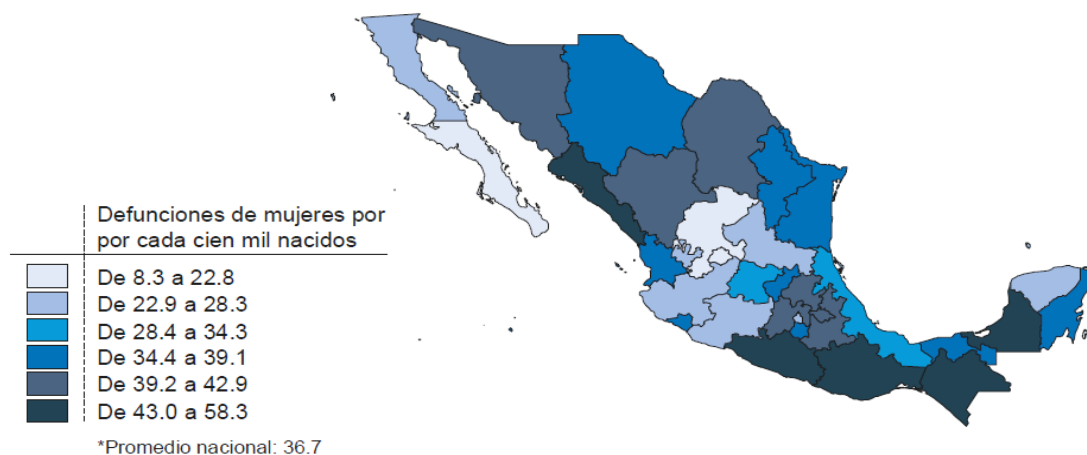 Defunciones de mujeres por
por cada cien mil nacidos
De 8.3 a 22.8
De 22.9 a 28.3
De 28.4 a 34.3
De 34.4 a 39.1
De 39.2 a 42.9
De 43.0 a 58.3
*Promedio nacional: 36.7